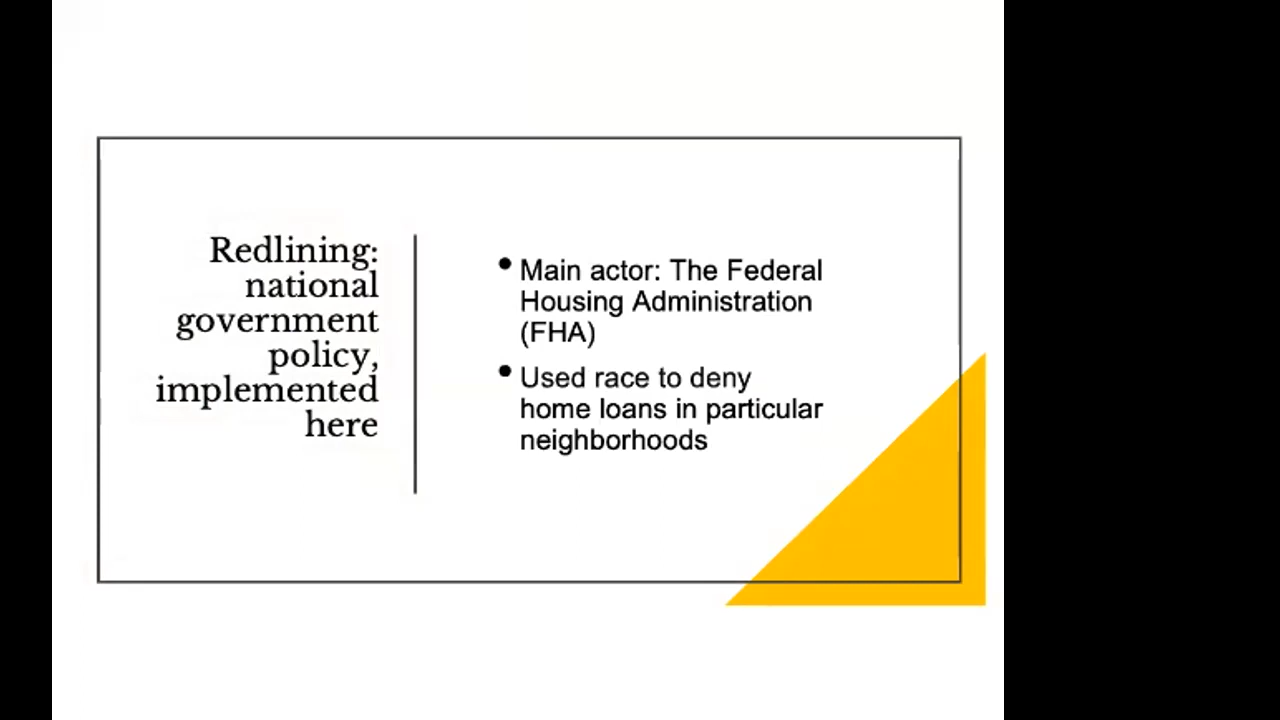 Redlining:
national
government
policy,
implemented
here
• Main actor: The Federal
Housing Administration
(FHA)
• Used race to deny
home loans in particular
neighborhoods